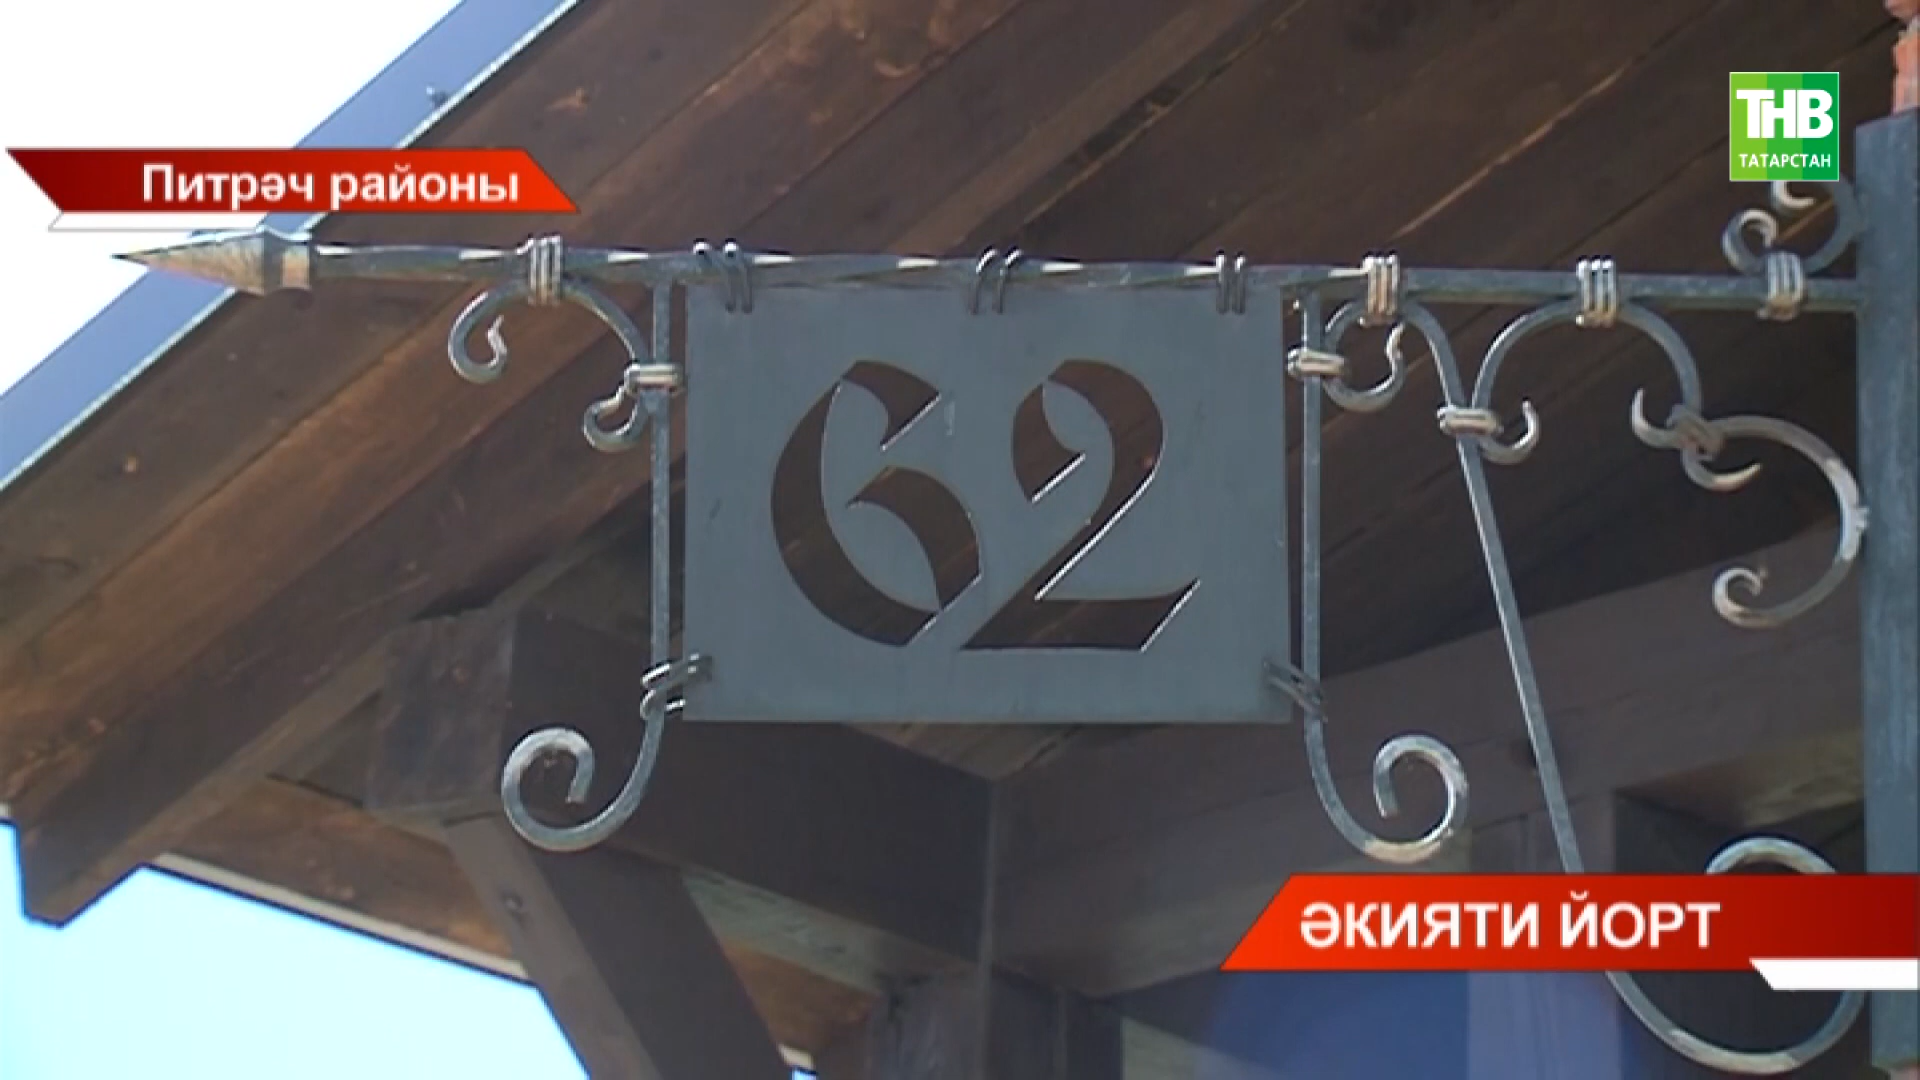 ТНВ
ТАТАРСТАН
Питрәч районы
62
ӘКИЯТИ ЙОРТ